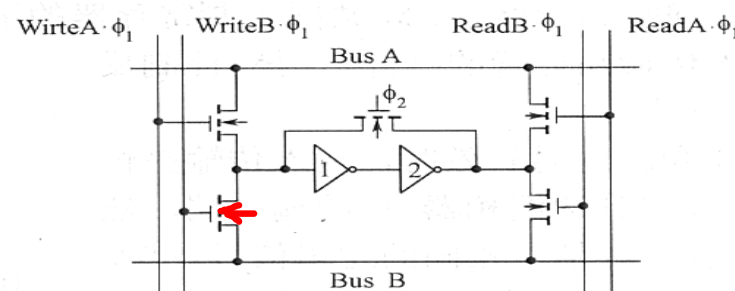 WirteA·ϕ₁ WriteB·ϕ₁ ReadB·ϕ₁ ReadA·ϕ₁
Bus A
ϕ₂
1 2
Bus B